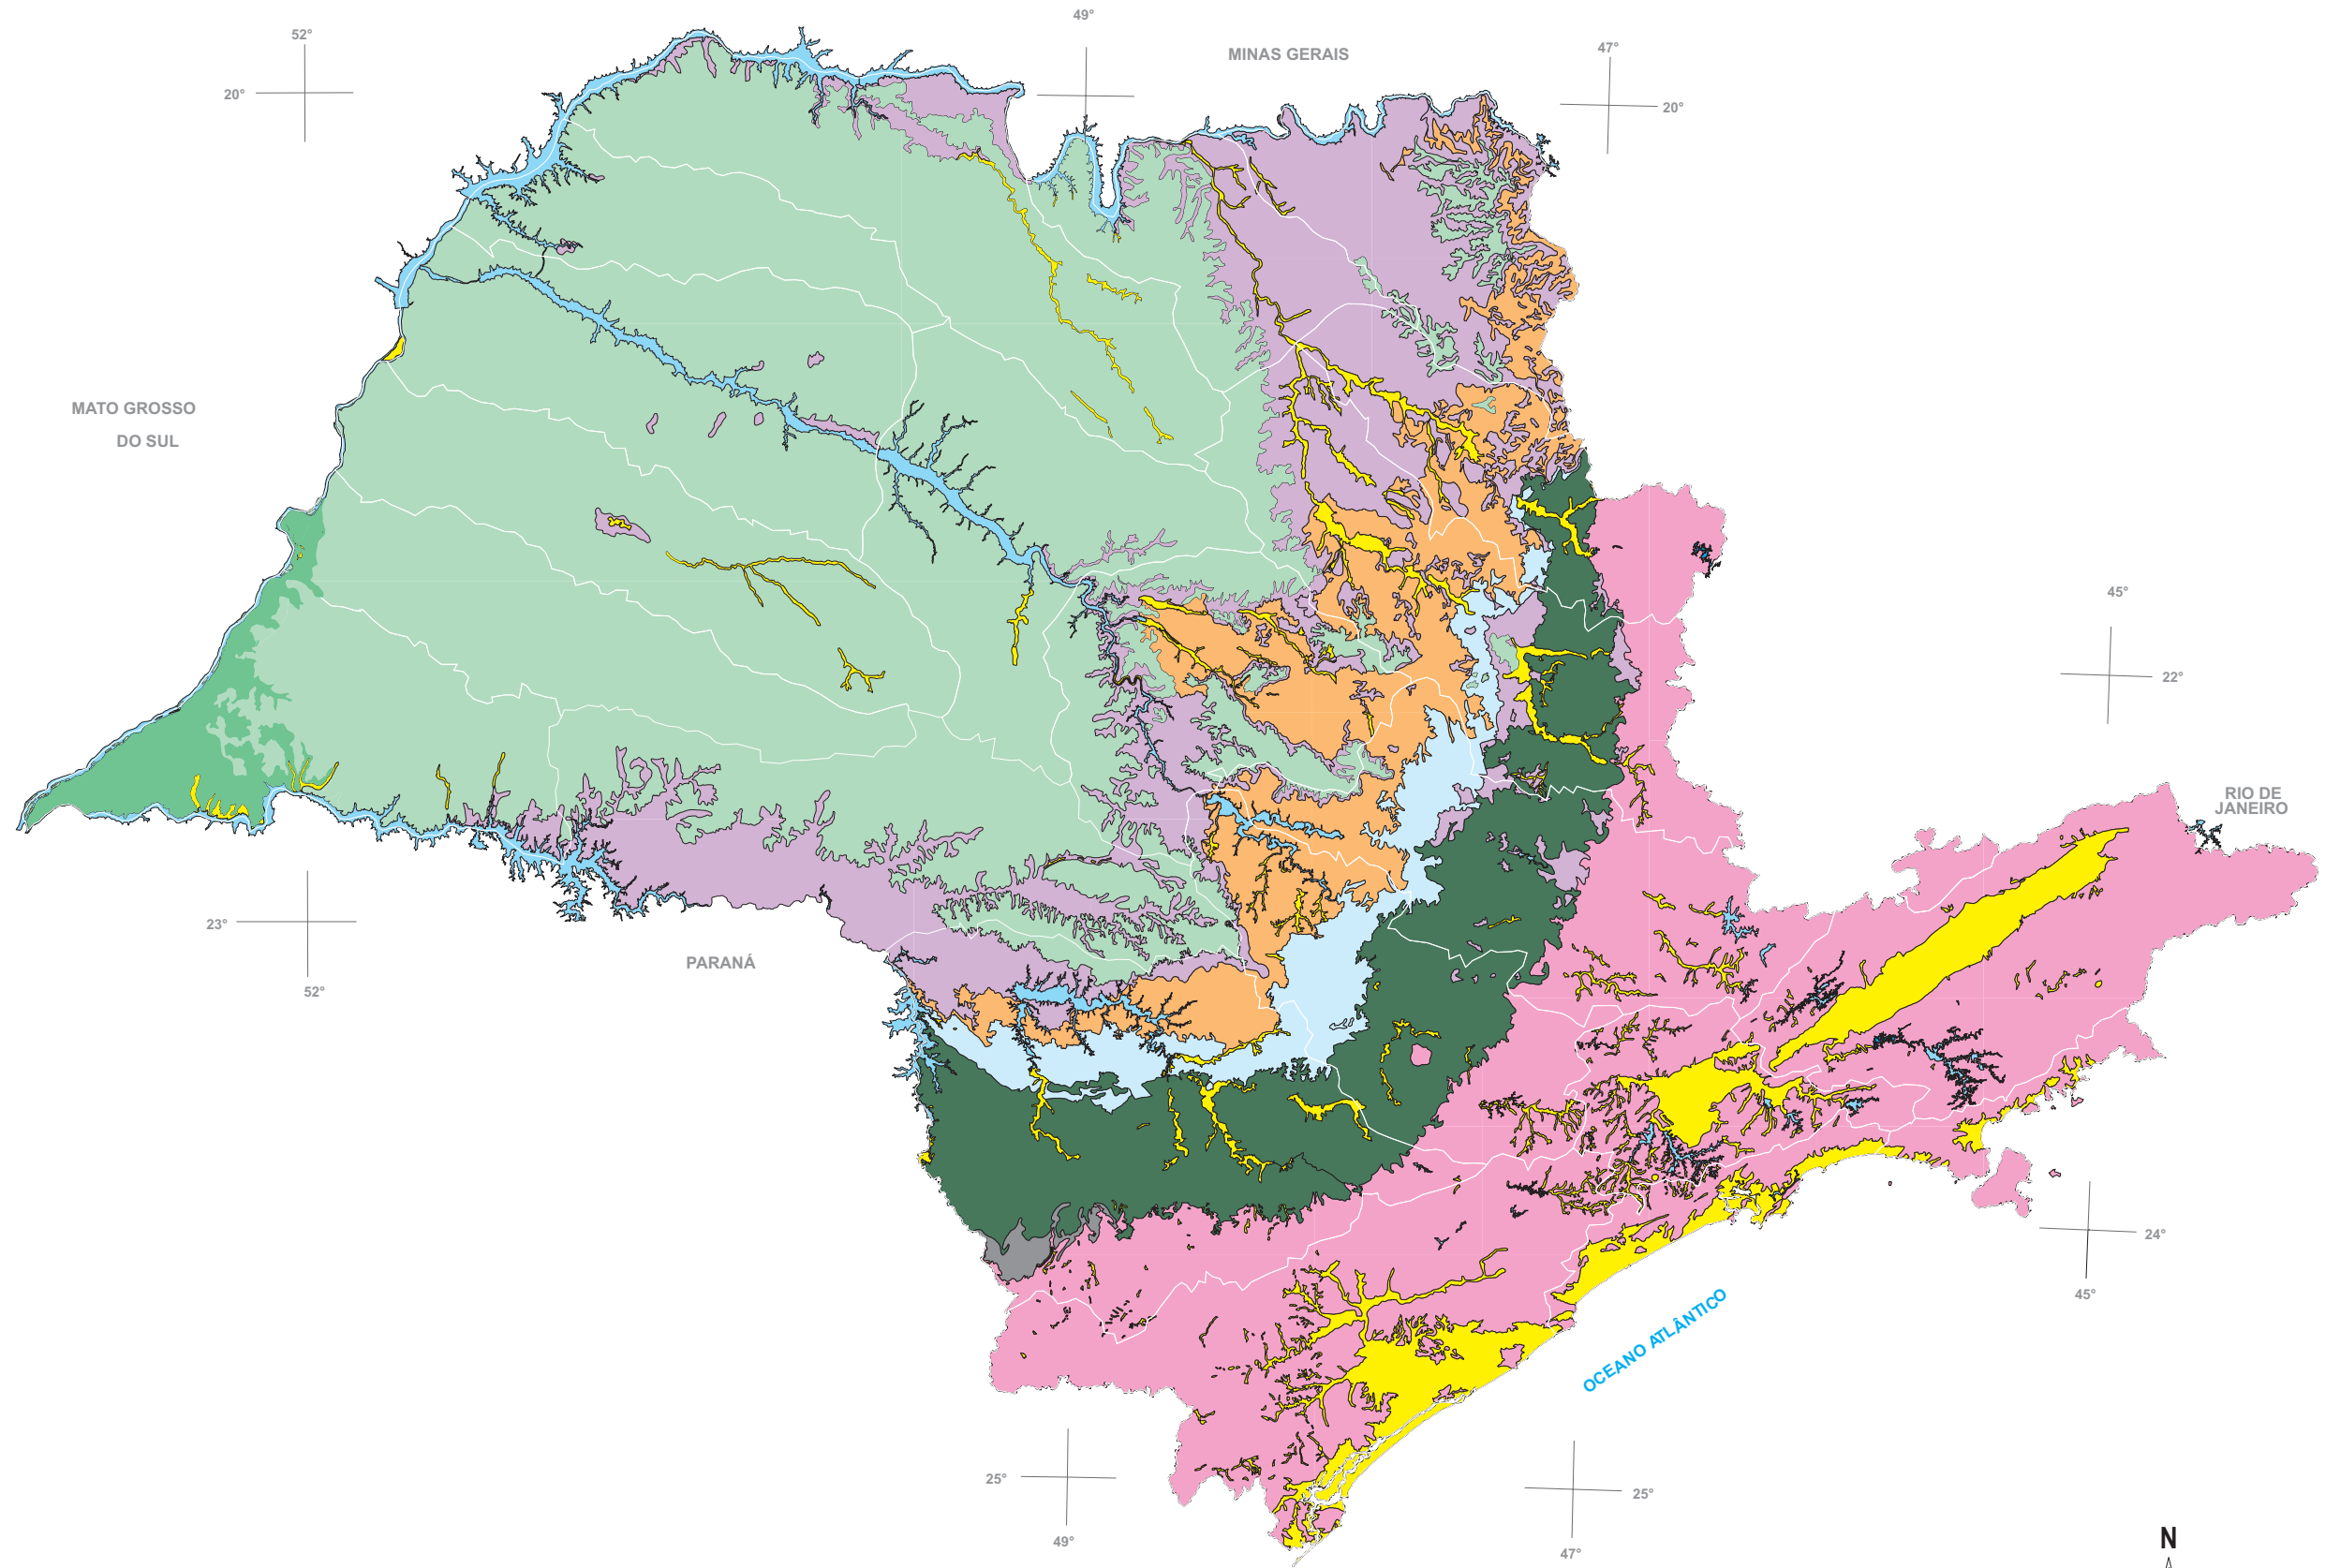 49°
52°
MINAS GERAIS
47°
20°
20°
MATO GROSSO
DO SUL
45°
22°
RIO DE
JANEIRO
23°
PARANÁ
52°
24°
45°
OCEANO ATLÂNTICO
25°
25°
49°
47°
N